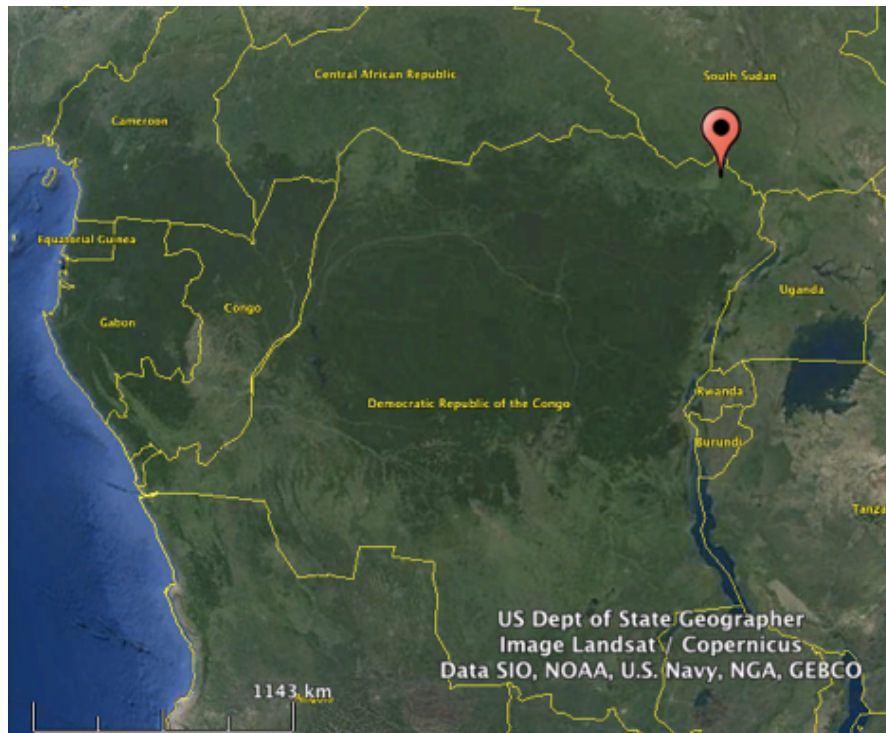 Central African Republic
South Sudan
Cameroon
Equatorial Guinea
Uganda
Congo
Gabon
Rwanda
Democratic Republic of the Congo
Burundi
Tanza
US Dept of State Geographer
Image Landsat / Copernicus
Data SIO, NOAA, U.S. Navy, NGA, GEBCO
1143 km